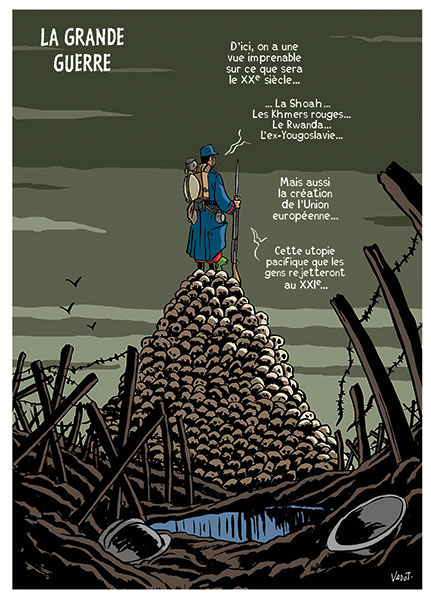 LA GRANDE
GUERRE
D'ici, on a une
vue imprenable
sur ce que sera
le XXe siècle...
... La Shoah...
Les Khmers rouges...
Le Rwanda...
L'ex-Yougoslavie...
Mais aussi
la création
de l'Union
européenne...
Cette utopie
pacifique que les
gens rejetteront
au XXIe...
VADOT.